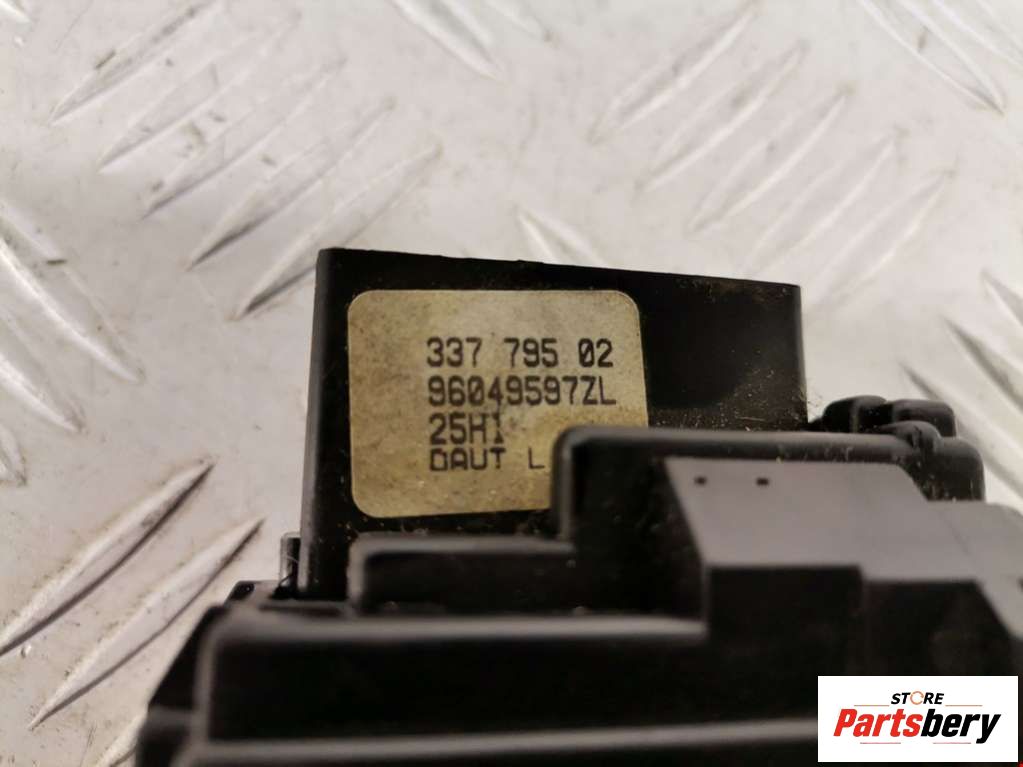 337 795 02
96049597ZL
25H1
DAUT L
STORE
Partsbery